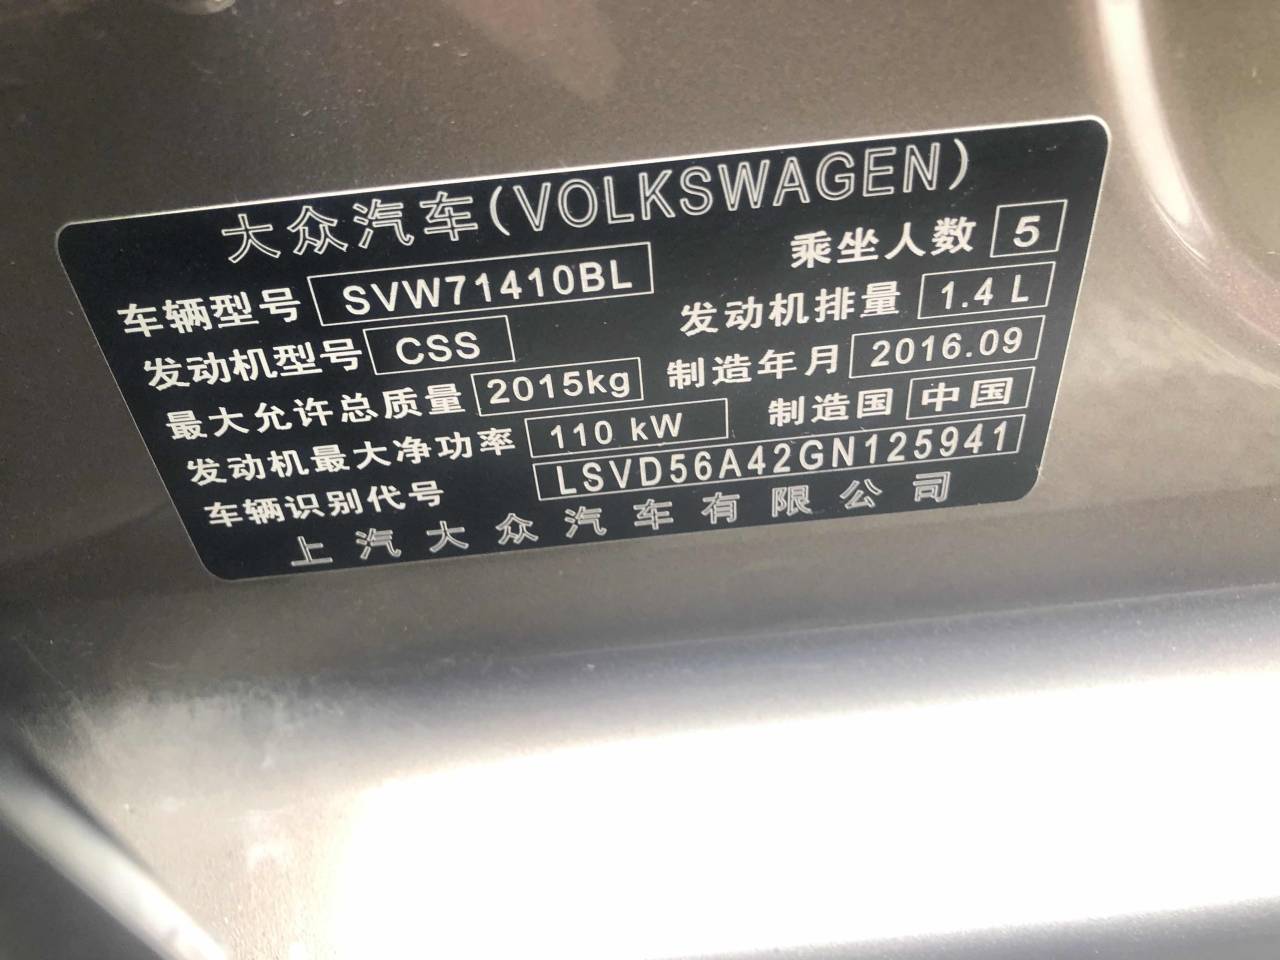 大众汽车(VOLKSWAGEN)
车辆型号 SVW71410BL 乘坐人数 5
发动机型号 CSS 发动机排量 1.4 L
最大允许总质量 2015kg 制造年月 2016.09
发动机最大净功率 110 kW 制造国 中国
车辆识别代号 LSVD56A42GN125941
上汽大众汽车有限公司